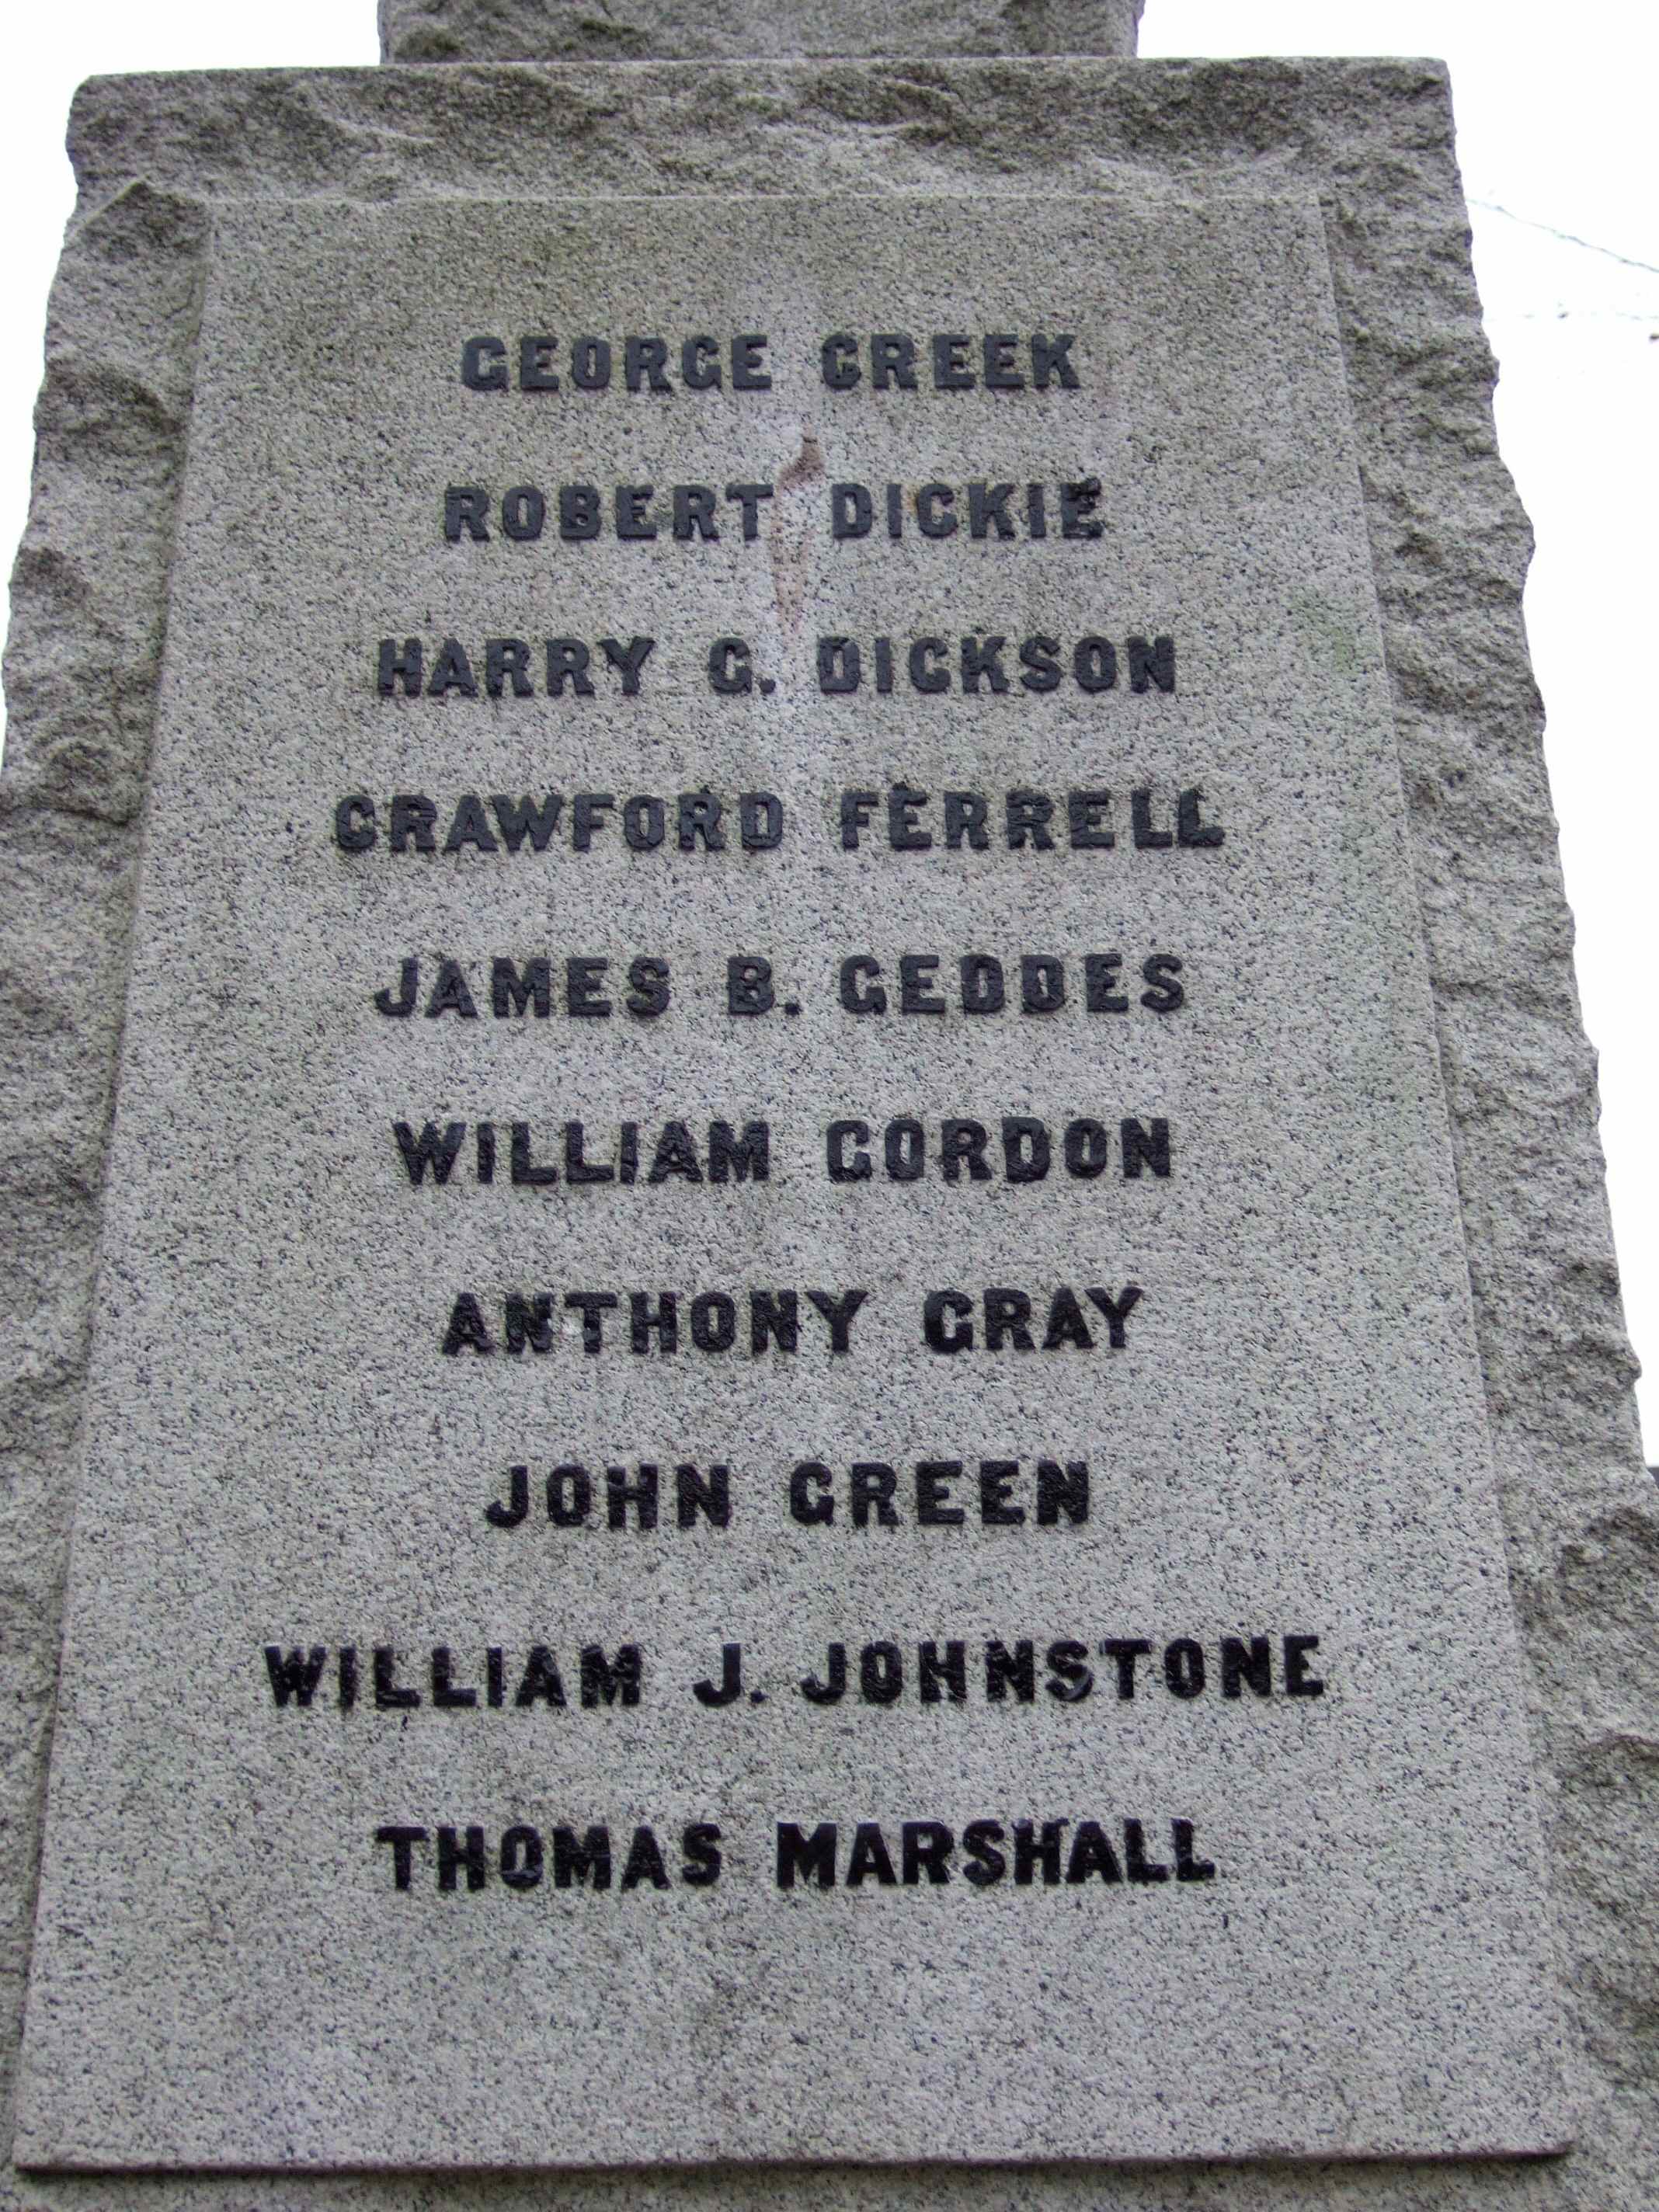 GEORGE CREEK
ROBERT DICKIE
HARRY G. DICKSON
CRAWFORD FERRELL
JAMES B. GEDDES
WILLIAM GORDON
ANTHONY GRAY
JOHN GREEN
WILLIAM J. JOHNSTONE
THOMAS MARSHALL